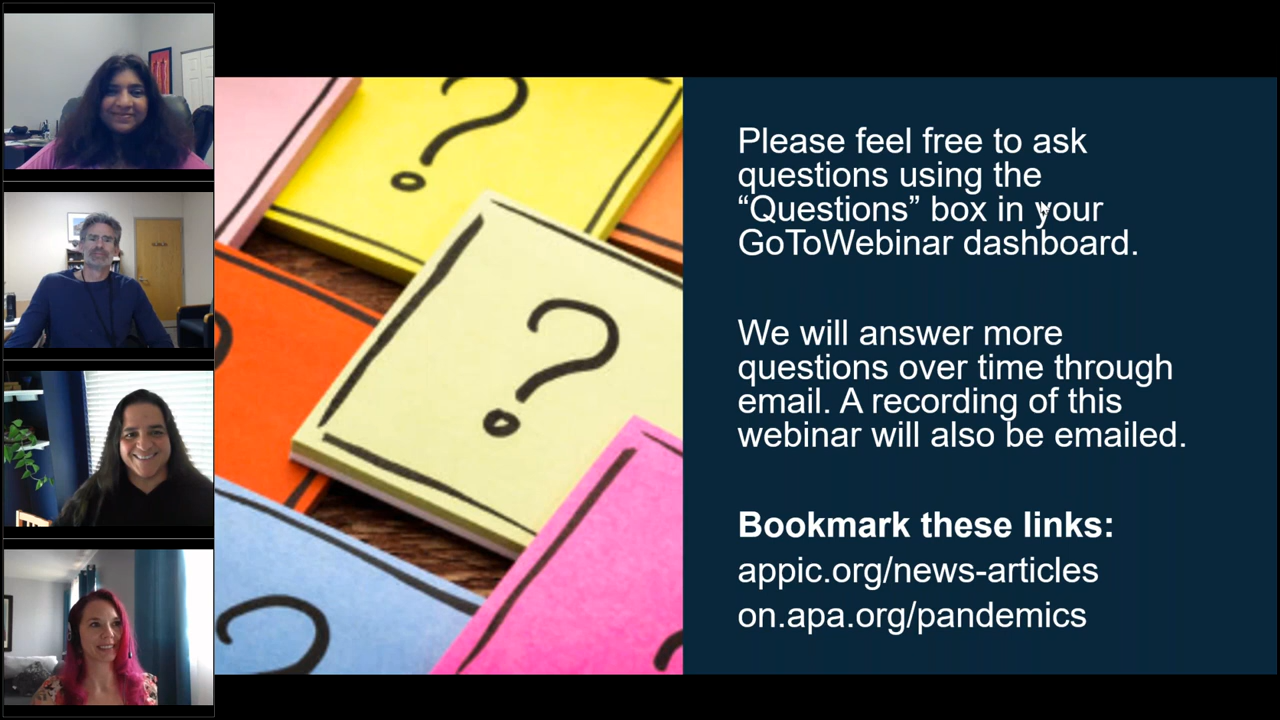 Please feel free to ask
questions using the
“Questions” box in your
GoToWebinar dashboard.
We will answer more
questions over time through
email. A recording of this
webinar will also be emailed.
Bookmark these links:
appic.org/news-articles
on.apa.org/pandemics